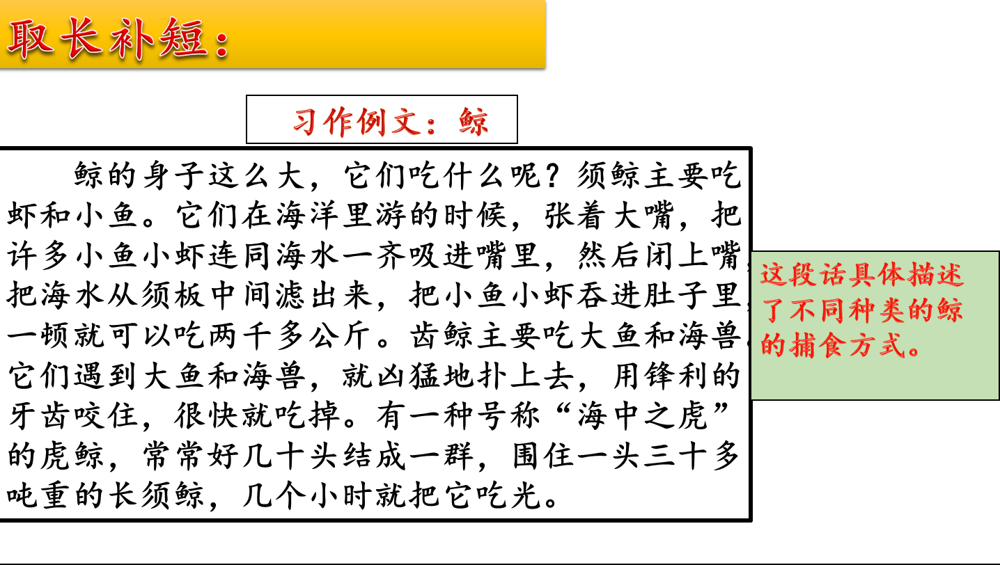 取长补短：
习作例文：鲸
鲸的身子这么大，它们吃什么呢？须鲸主要吃
虾和小鱼。它们在海洋里游的时候，张着大嘴，把
许多小鱼小虾连同海水一齐吸进嘴里，然后闭上嘴，
把海水从须板中间滤出来，把小鱼小虾吞进肚子里，
一顿就可以吃两千多公斤。齿鲸主要吃大鱼和海兽。
它们遇到大鱼和海兽，就凶猛地扑上去，用锋利的
牙齿咬住，很快就吃掉。有一种号称“海中之虎”
的虎鲸，常常好几十头结成一群，围住一头三十多
吨重的长须鲸，几个小时就把它吃光。
这段话具体描述
了不同种类的鲸
的捕食方式。